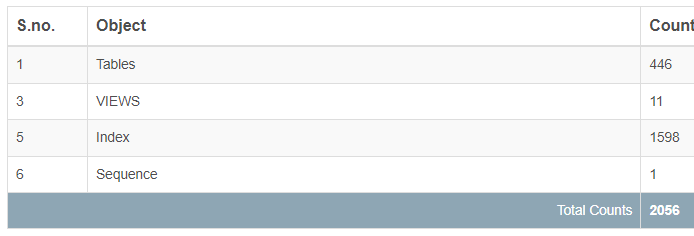 S.no. Object Count
1 Tables 446
3 VIEWS 11
5 Index 1598
6 Sequence 1
Total Counts 2056